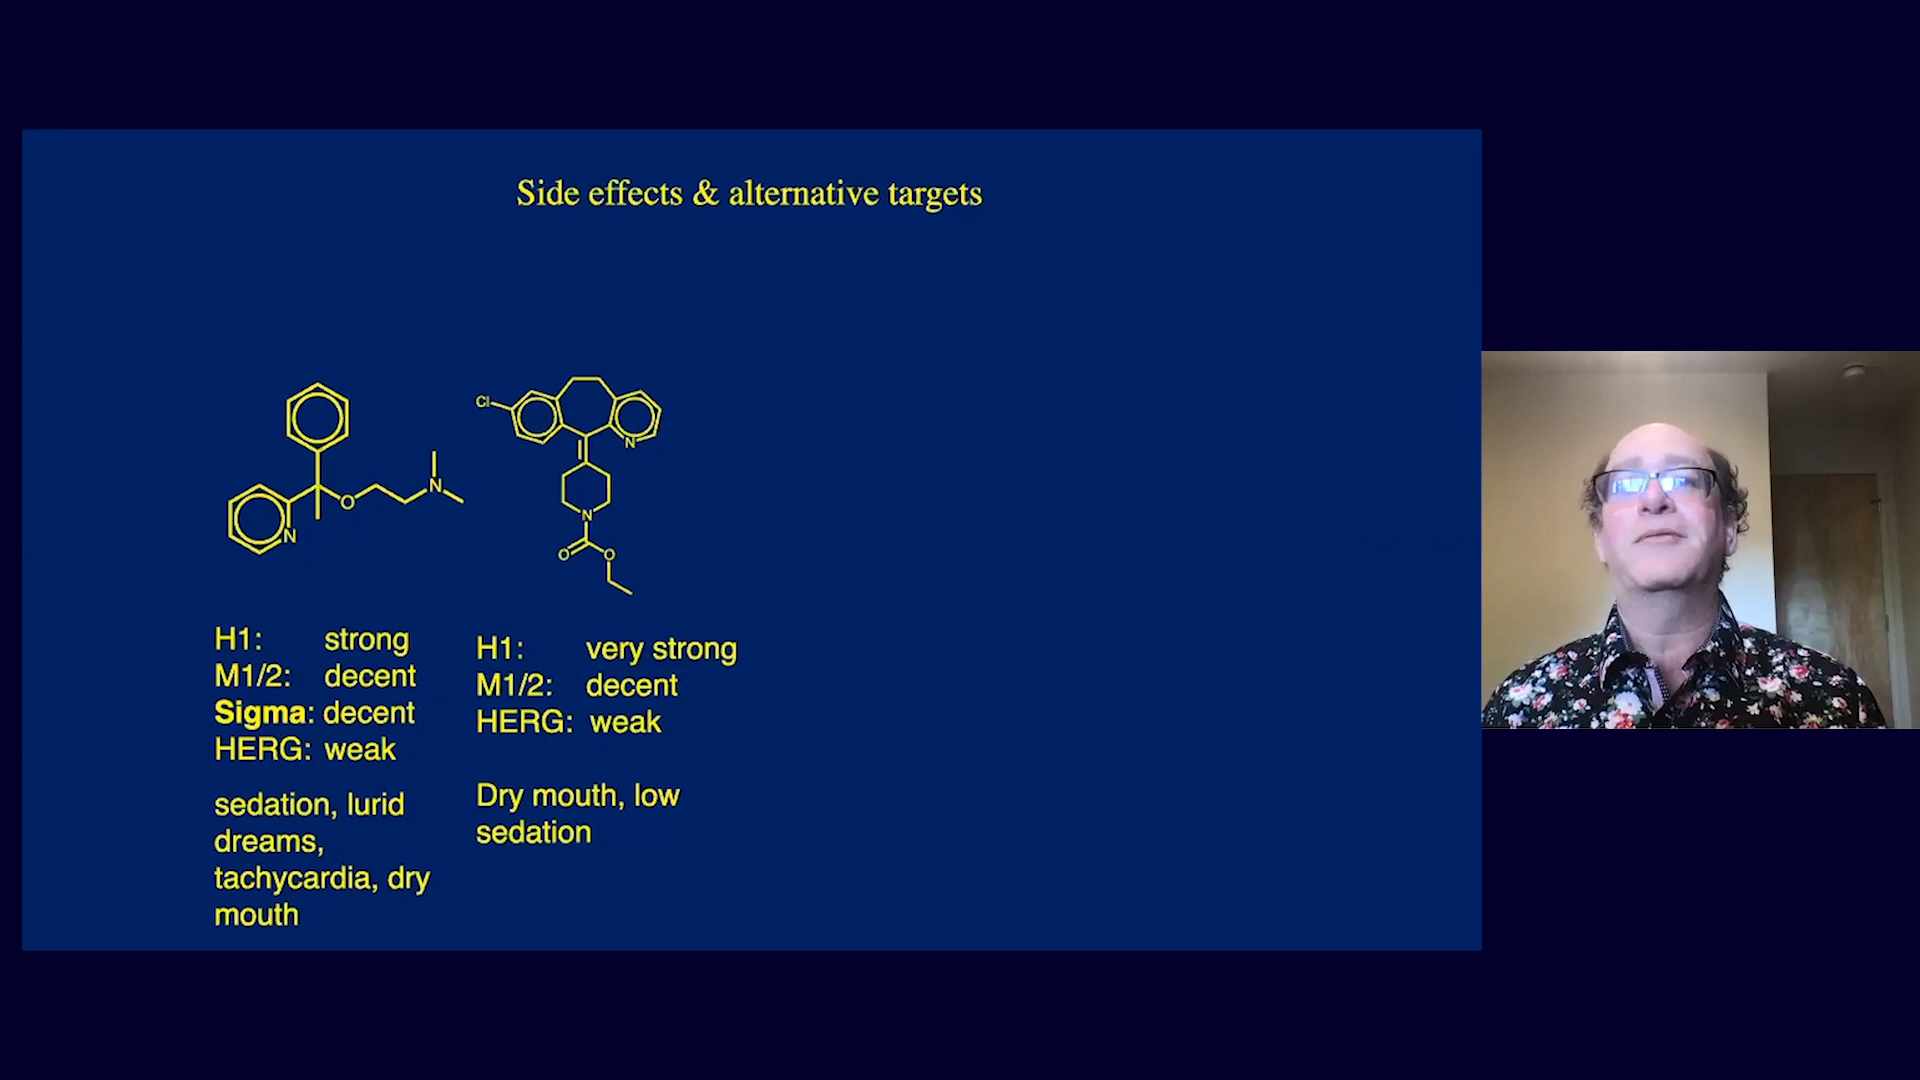 Side effects & alternative targets
N
O
N
Cl
N
N
O
O
H1: strong
M1/2: decent
Sigma: decent
HERG: weak
sedation, lurid
dreams,
tachycardia, dry
mouth
H1: very strong
M1/2: decent
HERG: weak
Dry mouth, low
sedation